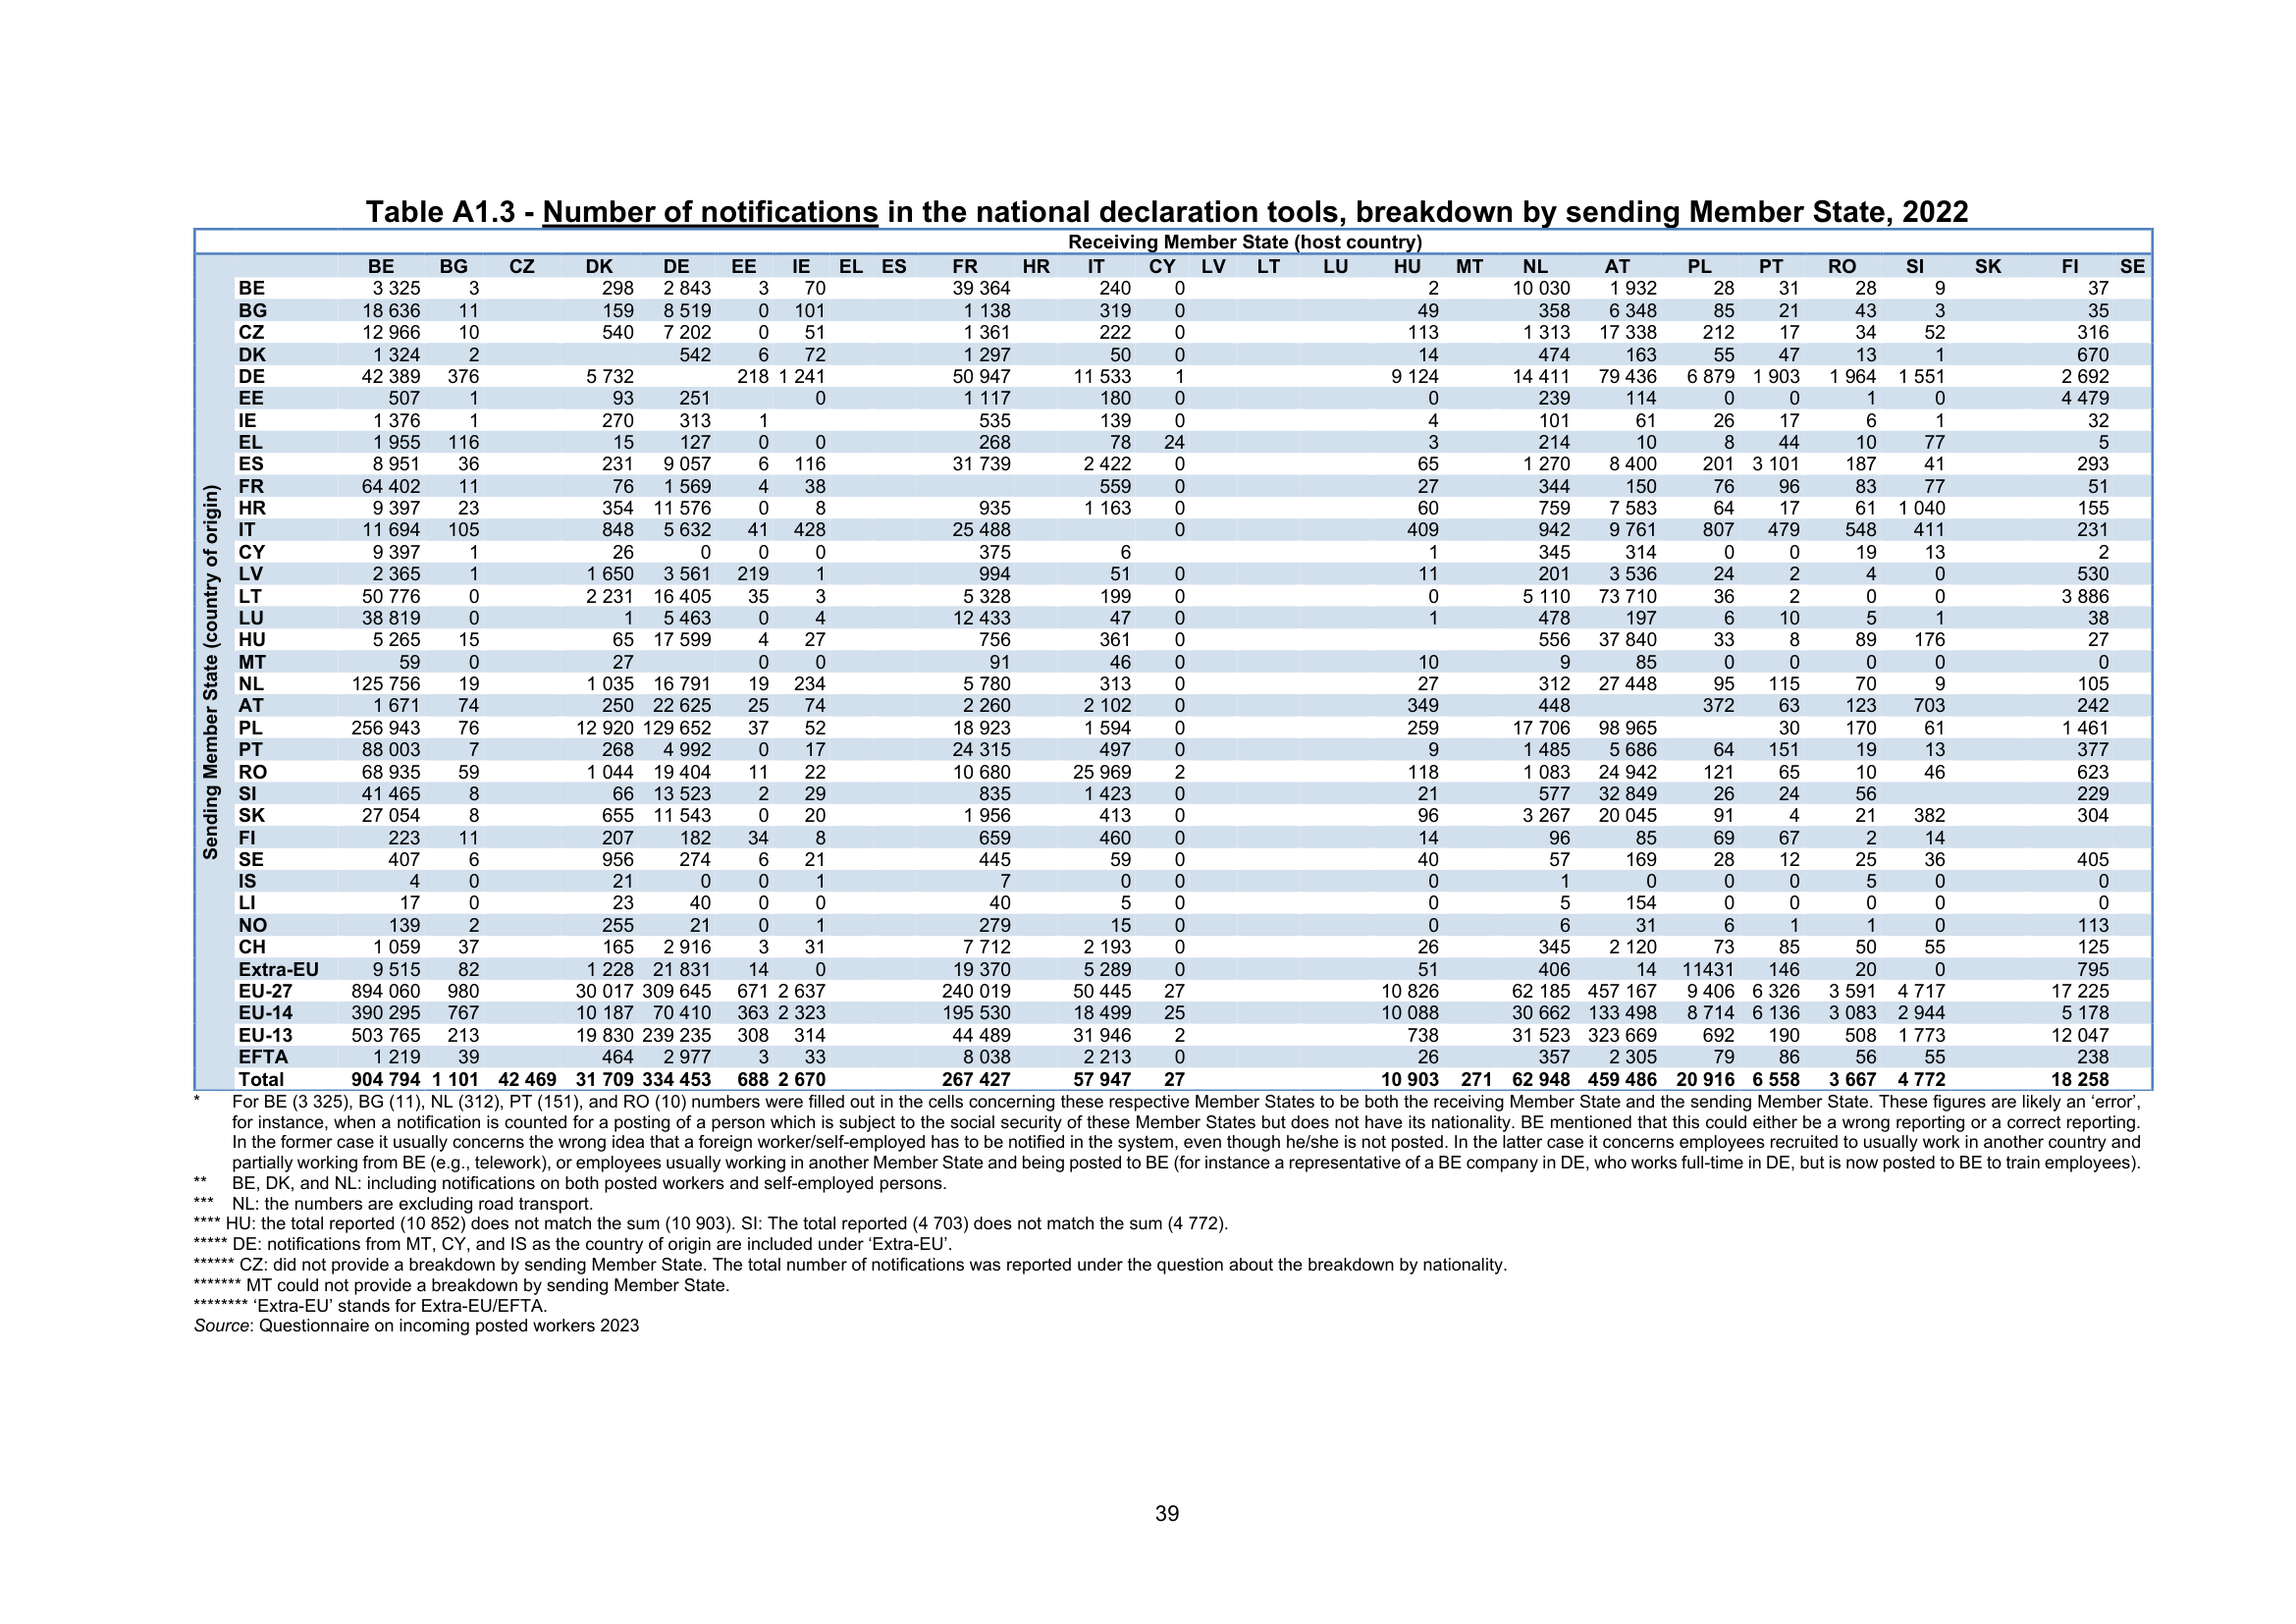 Table A1.3 - Number of notifications in the national declaration tools, breakdown by sending Member State, 2022
Receiving Member State (host country)
Sending Member State (country of origin)
BE BG CZ DK DE EE IE EL ES FR HR IT CY LV LT LU HU MT NL AT PL PT RO SI SK FI SE
BE 3 325 3 298 2 843 3 70 39 364 240 0 2 10 030 1 932 28 31 28 9 37
BG 18 636 11 159 8 519 0 101 1 138 319 0 49 358 6 348 85 21 43 3 35
CZ 12 966 10 540 7 202 0 51 1 361 222 0 113 1 313 17 338 212 17 34 52 316
DK 1 324 2 542 6 72 1 297 50 0 14 474 163 55 47 13 1 670
DE 42 389 376 5 732 218 1 241 50 947 11 533 1 9 124 14 411 79 436 6 879 1 903 1 964 1 551 2 692
EE 507 1 93 251 0 1 117 180 0 0 239 114 0 0 1 0 4 479
IE 1 376 1 270 313 1 535 139 0 4 101 61 26 17 6 1 32
EL 1 955 116 15 127 0 0 268 78 24 3 214 10 8 44 10 77 5
ES 8 951 36 231 9 057 6 116 31 739 2 422 0 65 1 270 8 400 201 3 101 187 41 293
FR 64 402 11 76 1 569 4 38 559 0 27 344 150 76 96 83 77 51
HR 9 397 23 354 11 576 0 8 935 1 163 60 759 7 583 64 17 61 1 040 155
IT 11 694 105 848 5 632 41 428 25 488 0 409 942 9 761 807 479 548 411 231
CY 9 397 1 26 0 0 0 375 6 1 345 314 0 0 19 13 2
LV 2 365 1 1 650 3 561 219 1 994 51 0 11 201 3 536 24 2 4 0 530
LT 50 776 0 2 231 16 405 35 3 5 328 199 0 0 5 110 73 710 36 2 0 0 3 886
LU 38 819 0 1 5 463 0 4 12 433 47 0 1 478 197 6 10 5 1 38
HU 5 265 15 65 17 599 4 27 756 361 0 556 37 840 33 8 89 176 27
MT 59 0 27 0 0 91 46 0 10 9 85 0 0 0 0 0
NL 125 756 19 1 035 16 791 19 234 5 780 313 0 27 312 27 448 95 115 70 9 105
AT 1 671 74 250 22 625 25 74 2 260 2 102 0 349 448 372 63 123 703 242
PL 256 943 76 12 920 129 652 37 52 18 923 1 594 0 259 17 706 98 965 30 170 61 1 461
PT 88 003 7 268 4 992 0 17 24 315 497 0 9 1 485 5 686 64 151 19 13 377
RO 68 935 59 1 044 19 404 11 22 10 680 25 969 2 118 1 083 24 942 121 65 10 46 623
SI 41 465 8 66 13 523 2 29 835 1 423 0 21 577 32 849 26 24 56 229
SK 27 054 8 655 11 543 0 20 1 956 413 0 96 3 267 20 045 91 4 21 382 304
FI 223 11 207 182 34 8 659 460 0 14 96 85 69 67 2 14
SE 407 6 956 274 6 21 445 59 0 40 57 169 28 12 25 36 405
IS 4 0 21 0 0 1 7 0 0 0 1 0 0 0 5 0 0
LI 17 0 23 40 0 0 40 5 0 0 5 154 0 0 0 0 0
NO 139 2 255 21 0 1 279 15 0 0 6 31 6 1 1 0 113
CH 1 059 37 165 2 916 3 31 7 712 2 193 0 26 345 2 120 73 85 50 55 125
Extra-EU 9 515 82 1 228 21 831 14 0 19 370 5 289 0 51 406 14 11431 146 20 0 795
EU-27 894 060 980 30 017 309 645 671 2 637 240 019 50 445 27 10 826 62 185 457 167 9 406 6 326 3 591 4 717 17 225
EU-14 390 295 767 10 187 70 410 363 2 323 195 530 18 499 25 10 088 30 662 133 498 8 714 6 136 3 083 2 944 5 178
EU-13 503 765 213 19 830 239 235 308 314 44 489 31 946 2 738 31 523 323 669 692 190 508 1 773 12 047
EFTA 1 219 39 464 2 977 3 33 8 038 2 213 0 26 357 2 305 79 86 56 55 238
Total 904 794 1 101 42 469 31 709 334 453 688 2 670 267 427 57 947 27 10 903 271 62 948 459 486 20 916 6 558 3 667 4 772 18 258
* For BE (3 325), BG (11), NL (312), PT (151), and RO (10) numbers were filled out in the cells concerning these respective Member States to be both the receiving Member State and the sending Member State. These figures are likely an ‘error’,
for instance, when a notification is counted for a posting of a person which is subject to the social security of these Member States but does not have its nationality. BE mentioned that this could either be a wrong reporting or a correct reporting.
In the former case it usually concerns the wrong idea that a foreign worker/self-employed has to be notified in the system, even though he/she is not posted. In the latter case it concerns employees recruited to usually work in another country and
partially working from BE (e.g., telework), or employees usually working in another Member State and being posted to BE (for instance a representative of a BE company in DE, who works full-time in DE, but is now posted to BE to train employees).
** BE, DK, and NL: including notifications on both posted workers and self-employed persons.
*** NL: the numbers are excluding road transport.
**** HU: the total reported (10 852) does not match the sum (10 903). SI: The total reported (4 703) does not match the sum (4 772).
***** DE: notifications from MT, CY, and IS as the country of origin are included under ‘Extra-EU’.
****** CZ: did not provide a breakdown by sending Member State. The total number of notifications was reported under the question about the breakdown by nationality.
******* MT could not provide a breakdown by sending Member State.
******** ‘Extra-EU’ stands for Extra-EU/EFTA.
Source: Questionnaire on incoming posted workers 2023
39